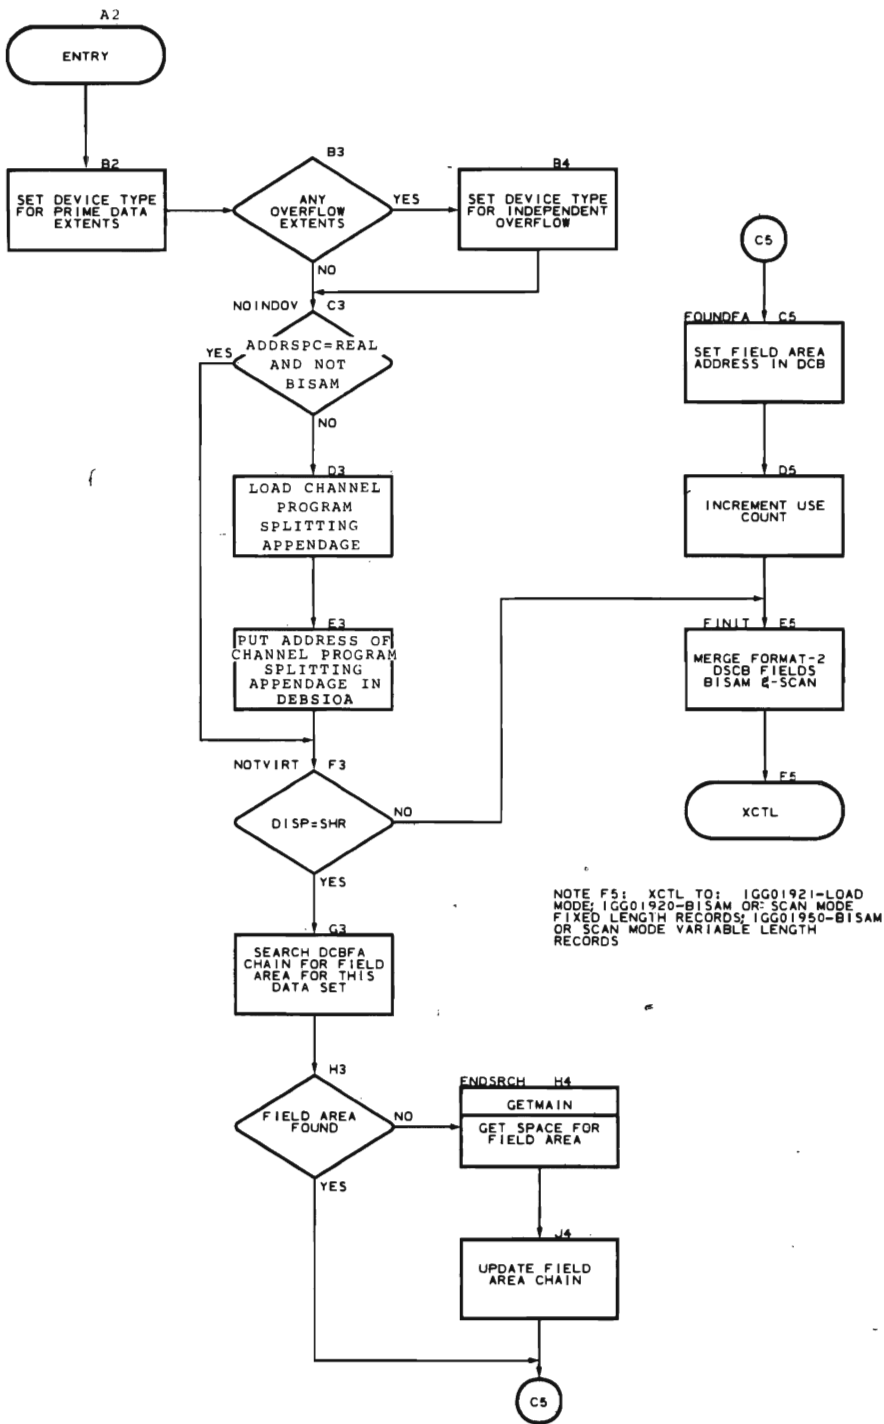 A2
ENTRY
B2
SET DEVICE TYPE
FOR PRIME DATA
EXTENTS
B3
ANY
OVERFLOW
EXTENTS
YES
NO
B4
SET DEVICE TYPE
FOR INDEPENDENT
OVERFLOW
NOINDOV C3
ADDRSPC=REAL
AND NOT
BISAM
YES
NO
D3
LOAD CHANNEL
PROGRAM
SPLITTING
APPENDAGE
E3
PUT ADDRESS OF
CHANNEL PROGRAM
SPLITTING
APPENDAGE IN
DEBSIOA
NOTVIRT F3
DISP=SHR
NO
YES
G3
SEARCH DCBFA
CHAIN FOR FIELD
AREA FOR THIS
DATA SET
H3
FIELD AREA
FOUND
NO
YES
ENDSRCH H4
GETMAIN
GET SPACE FOR
FIELD AREA
J4
UPDATE FIELD
AREA CHAIN
C5
C5
FOUNDFA C5
SET FIELD AREA
ADDRESS IN DCB
D5
INCREMENT USE
COUNT
FINIT E5
MERGE FORMAT-2
DSCB FIELDS
BISAM &-SCAN
F5
XCTL
NOTE F5: XCTL TO: IGG01921-LOAD
MODE; IGG01920-BISAM OR SCAN MODE
FIXED LENGTH RECORDS; IGG01950-BISAM
OR SCAN MODE VARIABLE LENGTH
RECORDS